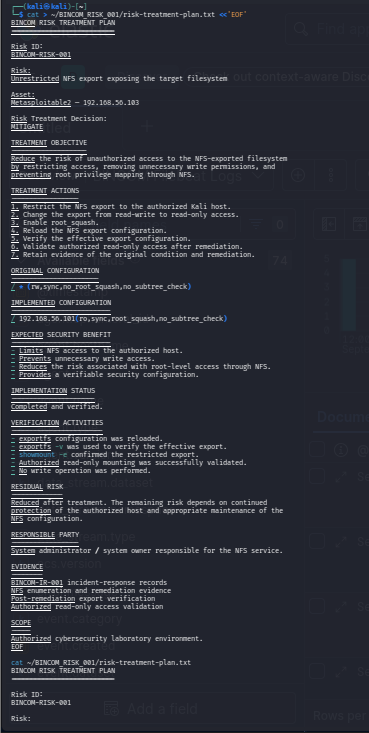 ┌──(kali㉿kali)-[~]
└─$ cat > ~/BINCOM_RISK_001/risk-treatment-plan.txt <<'EOF'
BINCOM RISK TREATMENT PLAN
==========================

Risk ID:
BINCOM-RISK-001

Risk:
Unrestricted NFS export exposing the target filesystem

Asset:
Metasploitable2 — 192.168.56.103

Risk Treatment Decision:
MITIGATE

TREATMENT OBJECTIVE
-------------------
Reduce the risk of unauthorized access to the NFS-exported filesystem
by restricting access, removing unnecessary write permissions, and
preventing root privilege mapping through NFS.

TREATMENT ACTIONS
-----------------
1. Restrict the NFS export to the authorized Kali host.
2. Change the export from read-write to read-only access.
3. Enable root_squash.
4. Reload the NFS export configuration.
5. Verify the effective export configuration.
6. Validate authorized read-only access after remediation.
7. Retain evidence of the original condition and remediation.

ORIGINAL CONFIGURATION
----------------------
/ *(rw,sync,no_root_squash,no_subtree_check)

IMPLEMENTED CONFIGURATION
-------------------------
/ 192.168.56.101(ro,sync,root_squash,no_subtree_check)

EXPECTED SECURITY BENEFIT
-------------------------
- Limits NFS access to the authorized host.
- Prevents unnecessary write access.
- Reduces the risk associated with root-level access through NFS.
- Provides a verifiable security configuration.

IMPLEMENTATION STATUS
---------------------
Completed and verified.

VERIFICATION ACTIVITIES
-----------------------
- exportfs configuration was reloaded.
- exportfs -v was used to verify the effective export.
- showmount -e confirmed the restricted export.
- Authorized read-only mounting was successfully validated.
- No write operation was performed.

RESIDUAL RISK
-------------
Reduced after treatment. The remaining risk depends on continued
protection of the authorized host and appropriate maintenance of the
NFS configuration.

RESPONSIBLE PARTY
-----------------
System administrator / system owner responsible for the NFS service.

EVIDENCE
--------
BINCOM-IR-001 incident-response records
NFS enumeration and remediation evidence
Post-remediation export verification
Authorized read-only access validation

SCOPE
-----
Authorized cybersecurity laboratory environment.
EOF

cat ~/BINCOM_RISK_001/risk-treatment-plan.txt
BINCOM RISK TREATMENT PLAN
==========================

Risk ID:
BINCOM-RISK-001

Risk:
Add a field
Rows per
74
0